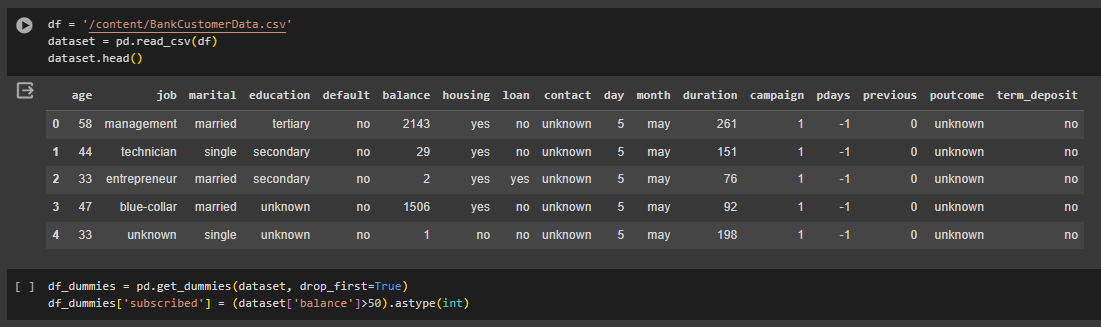 df = '/content/BankCustomerData.csv'
dataset = pd.read_csv(df)
dataset.head()
age job marital education default balance housing loan contact day month duration campaign pdays previous poutcome term_deposit
0 58 management married tertiary no 2143 yes no unknown 5 may 261 1 -1 0 unknown no
1 44 technician single secondary no 29 yes no unknown 5 may 151 1 -1 0 unknown no
2 33 entrepreneur married secondary no 2 yes yes unknown 5 may 76 1 -1 0 unknown no
3 47 blue-collar married unknown no 1506 yes no unknown 5 may 92 1 -1 0 unknown no
4 33 unknown single unknown no 1 no no unknown 5 may 198 1 -1 0 unknown no
[ ] df_dummies = pd.get_dummies(dataset, drop_first=True)
df_dummies['subscribed'] = (dataset['balance']>50).astype(int)